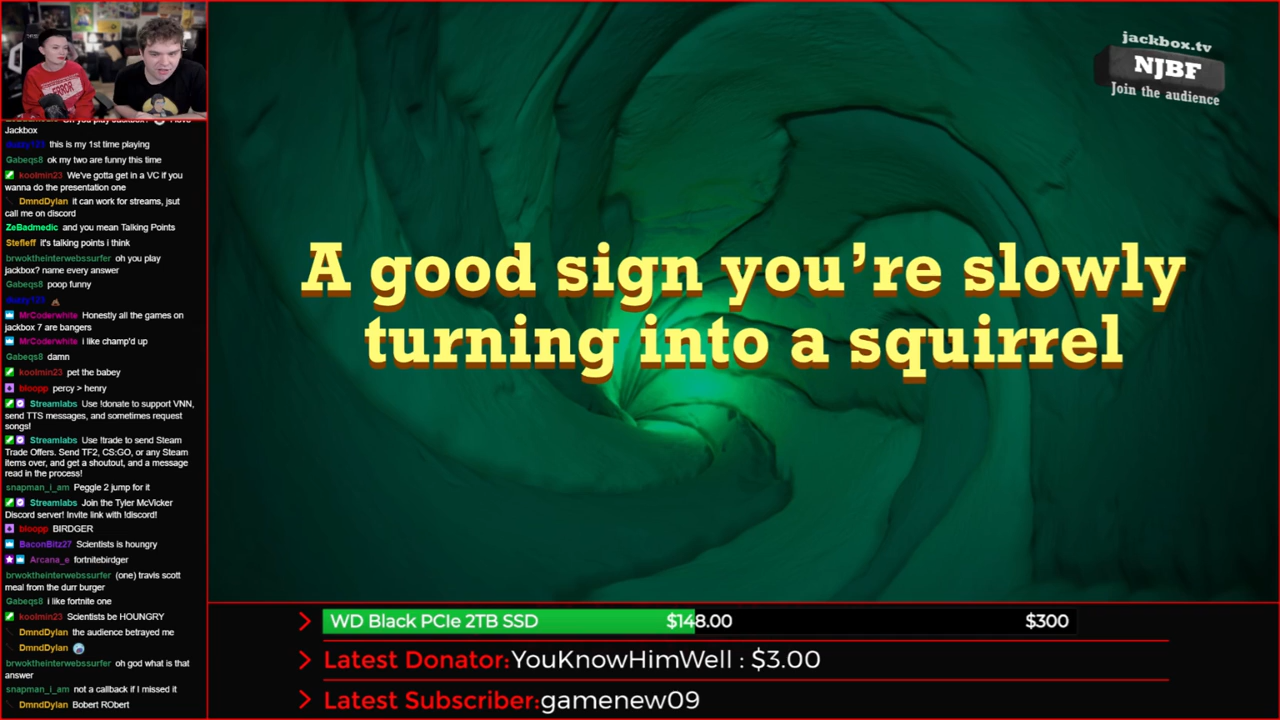 jackbox.tv
NJBF
Join the audience
ERROR
A good sign you're slowly
turning into a squirrel
Jackbox
this is my 1st time playing
Gabeqs8 ok my two are funny this time
koolmin23 We've gotta get in a VC if you
wanna do the presentation one
DmndDylan it can work for streams, jsut
call me on discord
ZeBadmedic and you mean Talking Points
Stefleff it's talking points i think
brwoktheinterwebssurfer oh you play
jackbox? name every answer
Gabeqs8 poop funny
MrCoderwhite Honestly all the games on
jackbox 7 are bangers
MrCoderwhite i like champ'd up
Gabeqs8 damn
koolmin23 pet the babey
bloopp percy > henry
Streamlabs Use !donate to support VNN,
send TTS messages, and sometimes request
songs!
Streamlabs Use !trade to send Steam
Trade Offers. Send TF2, CS:GO, or any Steam
items over, and get a shoutout, and a message
read in the process!
snapman_i_am Peggle 2 jump for it
Streamlabs Join the Tyler McVicker
Discord server! Invite link with !discord!
bloopp BIRDGER
BaconBitz27 Scientists is houngry
Arcana_e fortnitebirdger
brwoktheinterwebssurfer (one) travis scott
meal from the durr burger
Gabeqs8 i like fortnite one
koolmin23 Scientists be HOUNGRY
DmndDylan the audience betrayed me
DmndDylan
brwoktheinterwebssurfer oh god what is that
answer
snapman_i_am not a callback if I missed it
DmndDylan Bobert RObert
WD Black PCIe 2TB SSD $148.00 $300
Latest Donator:YouKnowHimWell : $3.00
Latest Subscriber:gamenew09